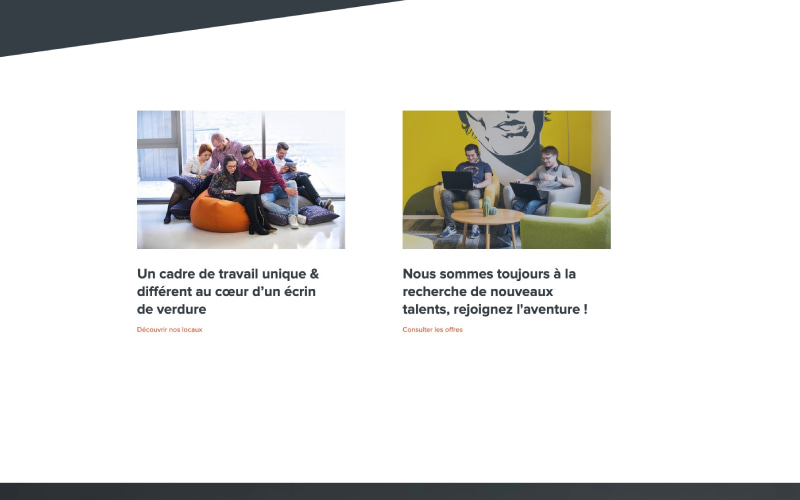 Un cadre de travail unique &
différent au cœur d’un écrin
de verdure
Découvrir nos locaux
Nous sommes toujours à la
recherche de nouveaux
talents, rejoignez l'aventure !
Consulter les offres